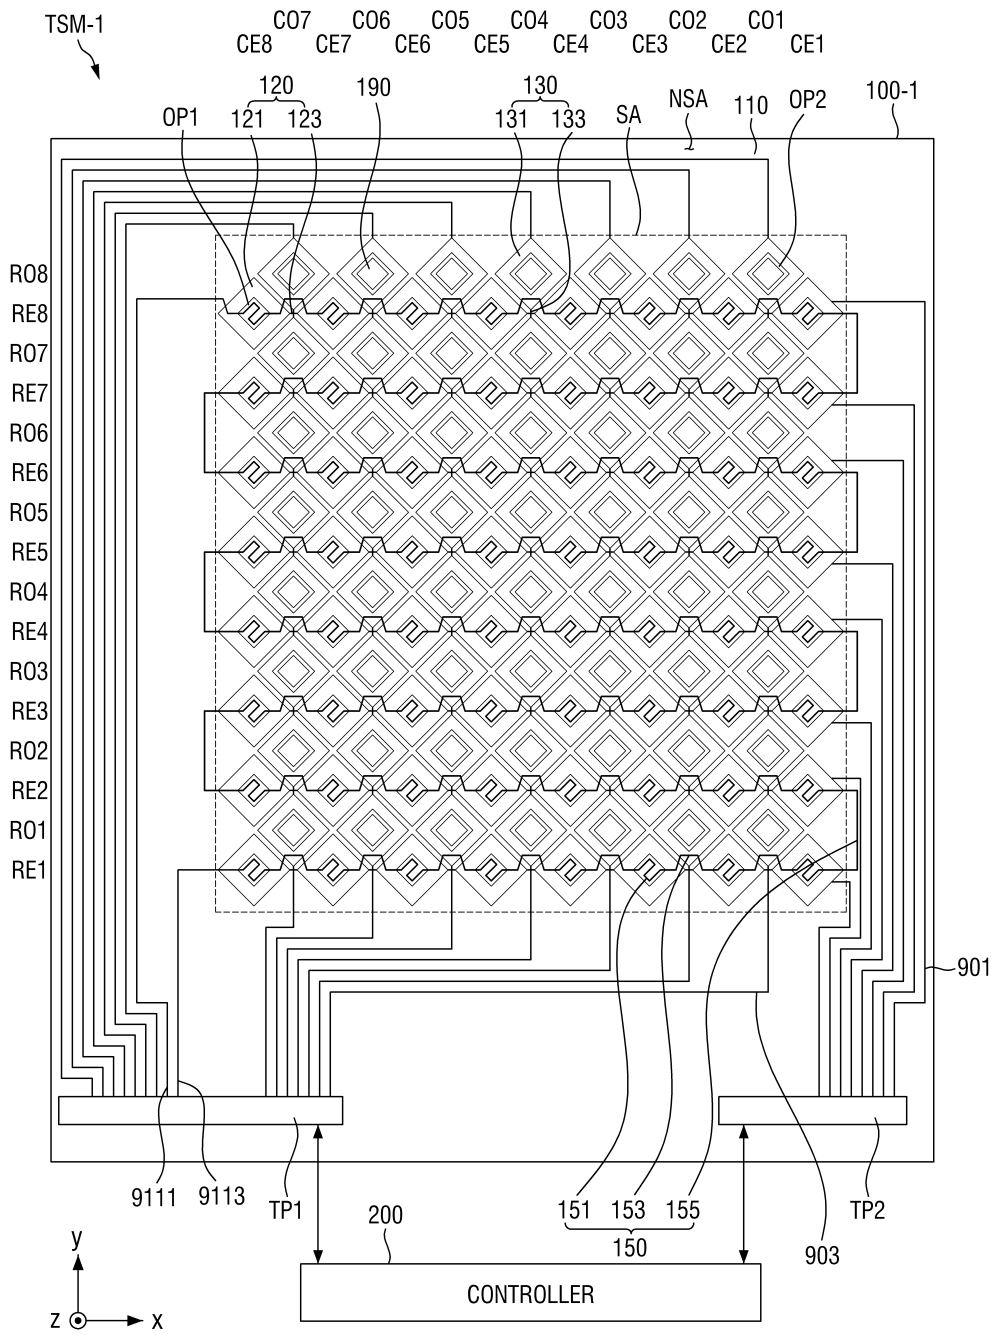 TSM-1
CO7 CO6 CO5 CO4 CO3 CO2 CO1
CE8 CE7 CE6 CE5 CE4 CE3 CE2 CE1
120 190 130 NSA 110 OP2 100-1
OP1 121 123 131 133 SA
RO8
RE8
RO7
RE7
RO6
RE6
RO5
RE5
RO4
RE4
RO3
RE3
RO2
RE2
RO1
RE1
901
9111 9113 TP1 151 153 155 TP2
200 150 903
CONTROLLER
y
z x